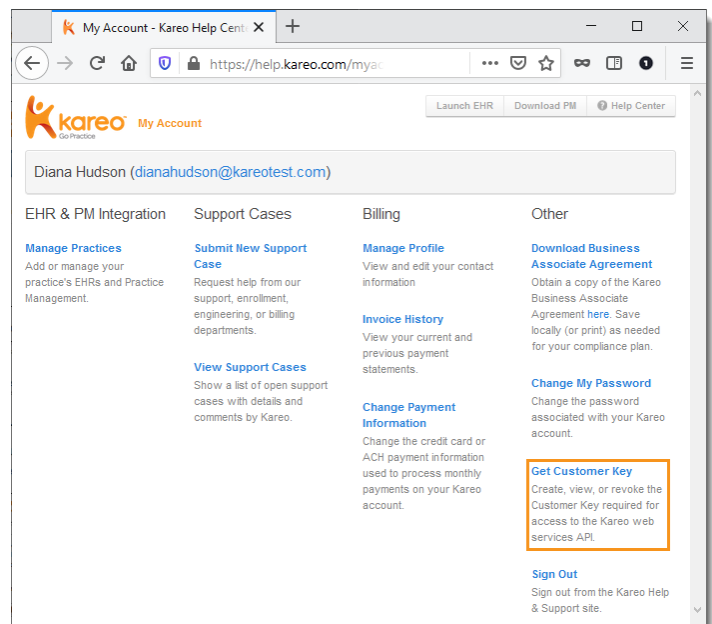 My Account - Kareo Help Cent
https://help.kareo.com/myac
Launch EHR
Download PM
Help Center
kareo
Go Practice
My Account
Diana Hudson (dianahudson@kareotest.com)
EHR & PM Integration
Manage Practices
Add or manage your
practice's EHRs and Practice
Management.
Support Cases
Submit New Support
Case
Request help from our
support, enrollment,
engineering, or billing
departments.
View Support Cases
Show a list of open support
cases with details and
comments by Kareo.
Billing
Manage Profile
View and edit your contact
information
Invoice History
View your current and
previous payment
statements.
Change Payment
Information
Change the credit card or
ACH payment information
used to process monthly
payments on your Kareo
account.
Other
Download Business
Associate Agreement
Obtain a copy of the Kareo
Business Associate
Agreement here. Save
locally (or print) as needed
for your compliance plan.
Change My Password
Change the password
associated with your Kareo
account.
Get Customer Key
Create, view, or revoke the
Customer Key required for
access to the Kareo web
services API.
Sign Out
Sign out from the Kareo Help
& Support site.